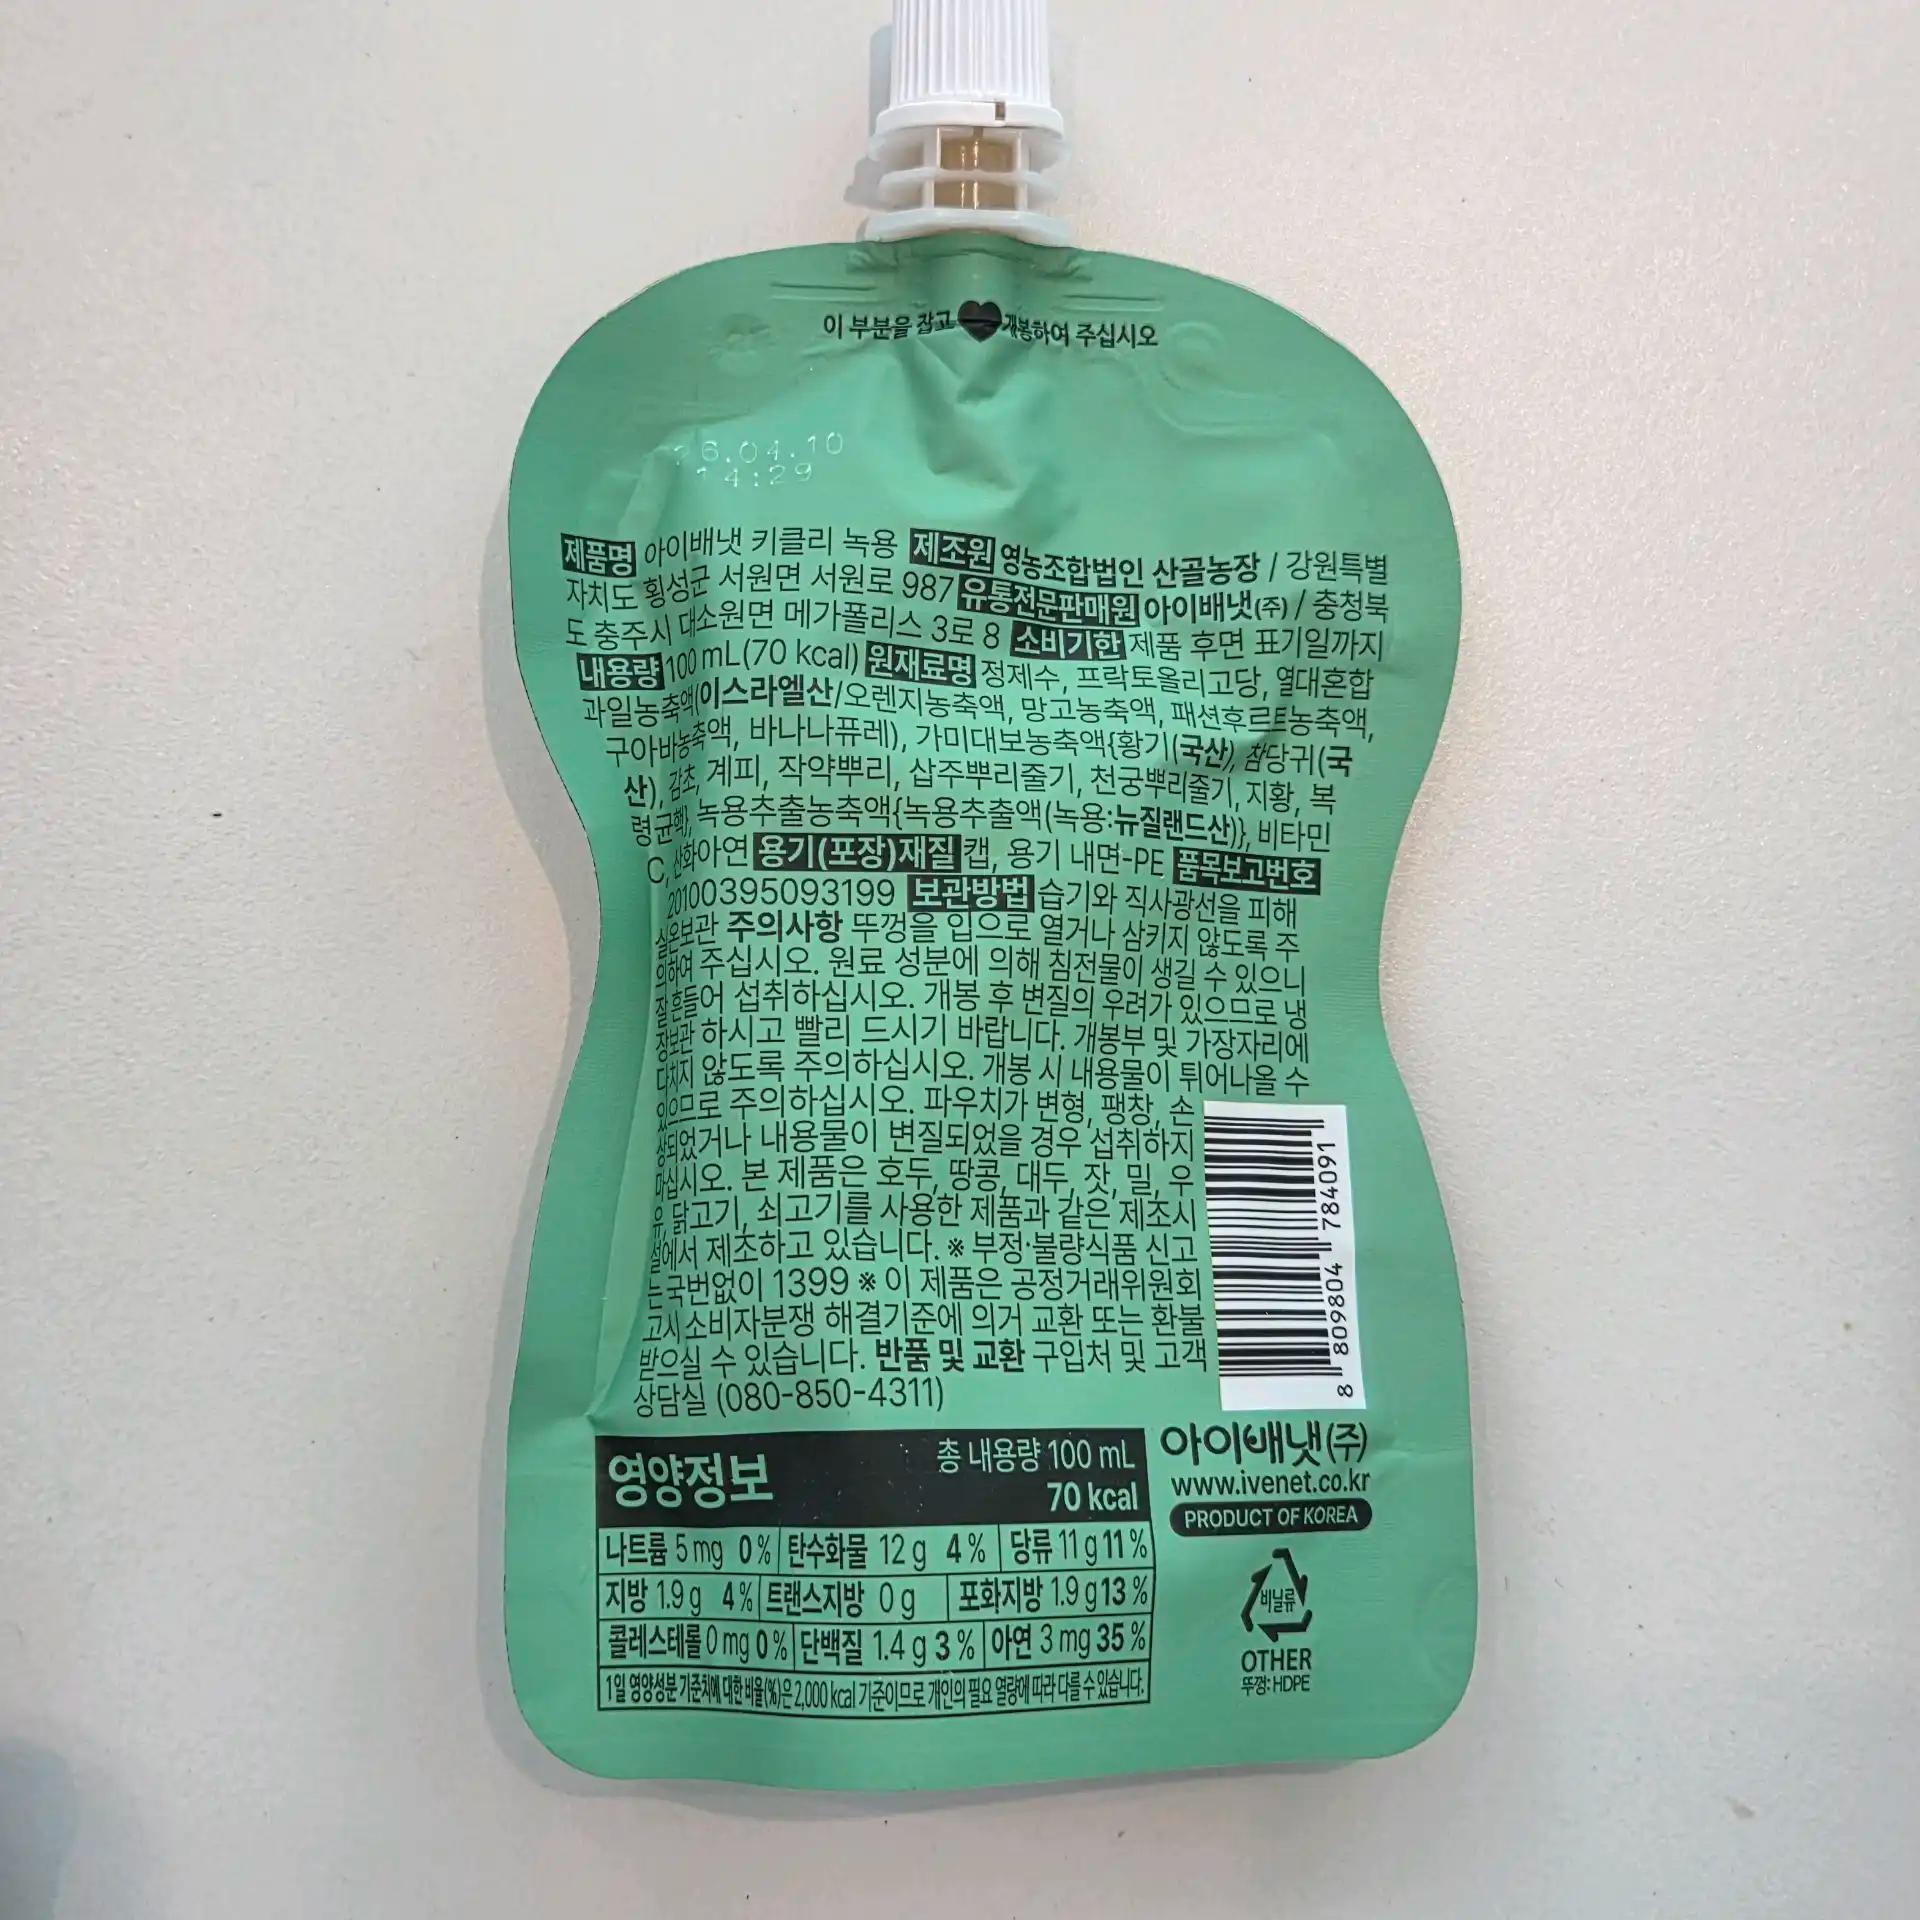 이 부분을 잡고 개봉하여 주십시오
26.04.10
14:29
제품명 아이배냇 키클리 녹용 제조원 영농조합법인 산골농장 / 강원특별
자치도 횡성군 서원면 서원로 987 유통전문판매원 아이배냇(주) / 충청북
도 충주시 대소원면 메가폴리스 3로 8 소비기한 제품 후면 표기일까지
내용량 100 mL(70 kcal) 원재료명 정제수, 프락토올리고당, 열대혼합
과일농축액(이스라엘산/오렌지농축액, 망고농축액, 패션후르트농축액,
구아바농축액, 바나나퓨레), 가미대보농축액{황기(국산), 참당귀(국
산), 감초, 계피, 작약뿌리, 삽주뿌리줄기, 천궁뿌리줄기, 지황, 복
령균핵}, 녹용추출농축액{녹용추출액(녹용:뉴질랜드산)}, 비타민
C, 산화아연 용기(포장)재질 캡, 용기 내면-PE 품목보고번호
20100395093199 보관방법 습기와 직사광선을 피해
실온보관 주의사항 뚜껑을 입으로 열거나 삼키지 않도록 주
의하여 주십시오. 원료 성분에 의해 침전물이 생길 수 있으니
잘 흔들어 섭취하십시오. 개봉 후 변질의 우려가 있으므로 냉
장보관 하시고 빨리 드시기 바랍니다. 개봉부 및 가장자리에
다치지 않도록 주의하십시오. 개봉 시 내용물이 튀어나올 수
있으므로 주의하십시오. 파우치가 변형, 팽창, 손
상되었거나 내용물이 변질되었을 경우 섭취하지
마십시오. 본 제품은 호두, 땅콩, 대두, 잣, 밀, 우
유, 닭고기, 쇠고기를 사용한 제품과 같은 제조시
설에서 제조하고 있습니다. ※ 부정·불량식품 신고
는 국번없이 1399 ※ 이 제품은 공정거래위원회
고시 소비자분쟁 해결기준에 의거 교환 또는 환불
받으실 수 있습니다. 반품 및 교환 구입처 및 고객
상담실 (080-850-4311)
8 809804 784091
영양정보 총 내용량 100 mL
70 kcal
나트륨 5 mg 0 % 탄수화물 12 g 4 % 당류 11 g 11 %
지방 1.9 g 4 % 트랜스지방 0 g 포화지방 1.9 g 13 %
콜레스테롤 0 mg 0 % 단백질 1.4 g 3 % 아연 3 mg 35 %
1일 영양성분 기준치에 대한 비율(%)은 2,000 kcal 기준이므로 개인의 필요 열량에 따라 다를 수 있습니다.
아이배냇(주)
www.ivenet.co.kr
PRODUCT OF KOREA
비닐류
OTHER
뚜껑: HDPE